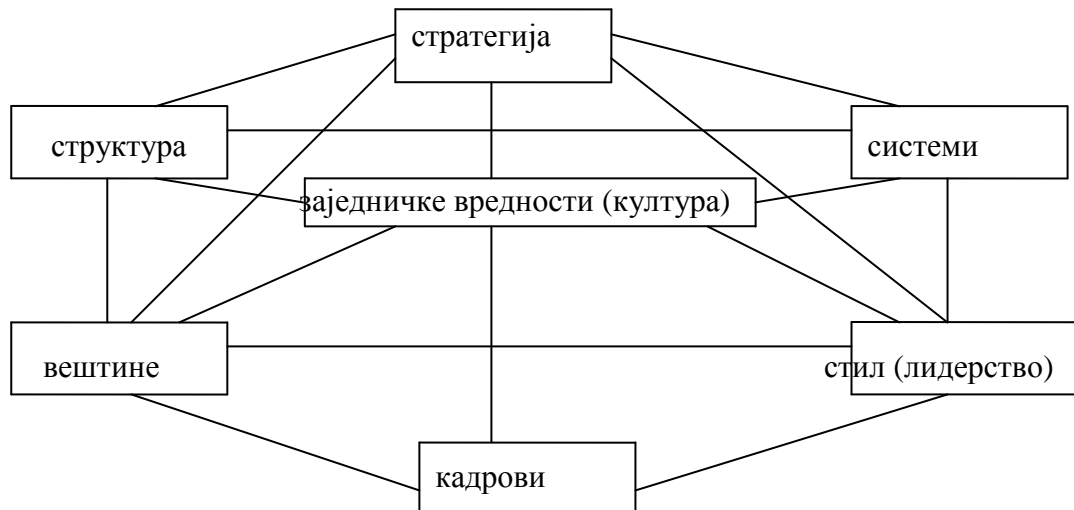 стратегија
структура
системи
заједничке вредности (култура)
вештине
стил (лидерство)
кадрови